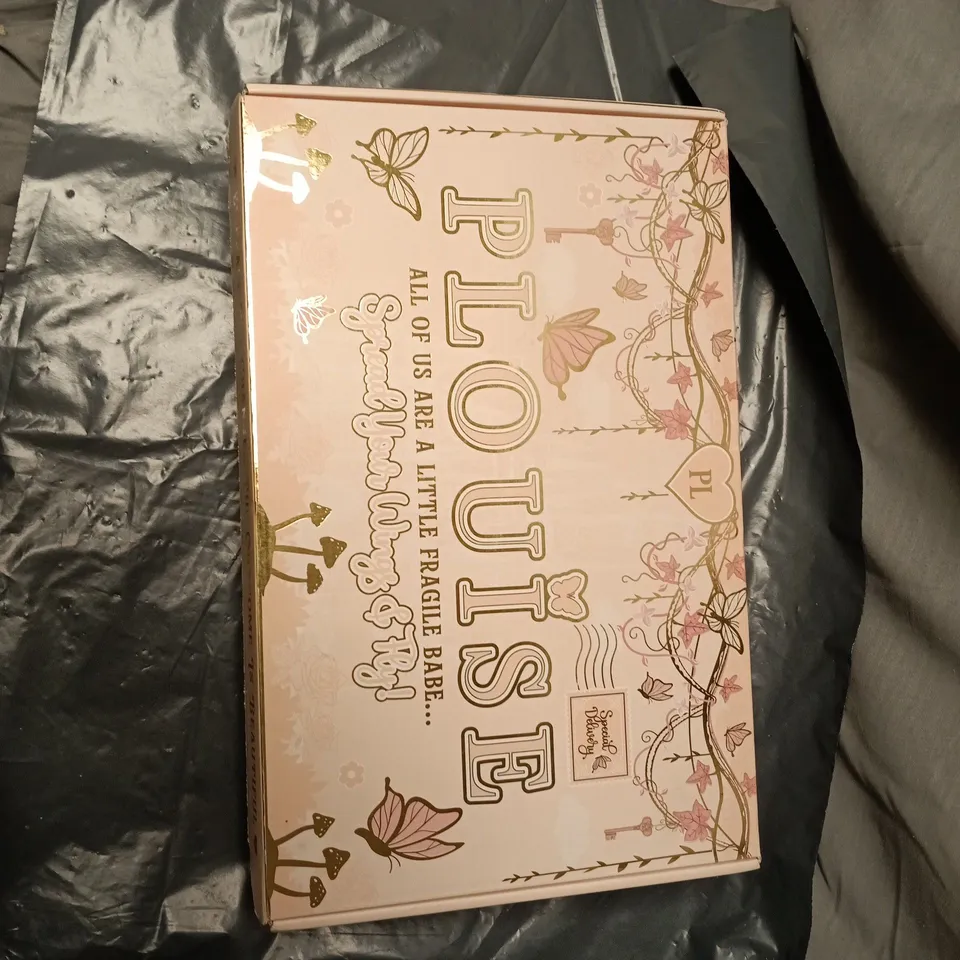 PL
Special
Delivery
PLOUISE
ALL OF US ARE A LITTLE FRAGILE BABE...
Spread Your Wings & Fly!